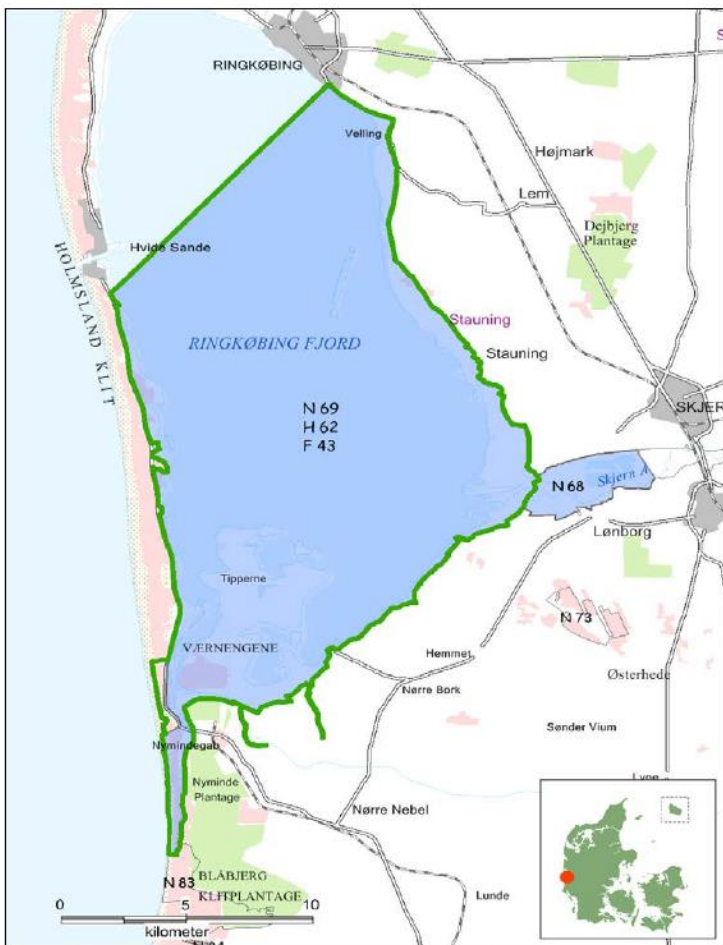 RINGKØBING
Velling
Højmark
Lem
Dejbjerg
Plantage
Hvide Sande
HOLMSLAND KLIT
Stauning
RINGKØBING FJORD
Stauning
N 69
H 62
F 43
SKJER
Skjern Å
N 68
Lønborg
Tipperne
N 73
VÆRNENGENE
Hemmet
Østerhede
Nørre Bork
Sønder Vium
Nymindegab
Nyminde
Plantage
Nørre Nebel
N 83
BLÅBJERG
KLITPLANTAGE
Lunde
0 5 10
kilometer